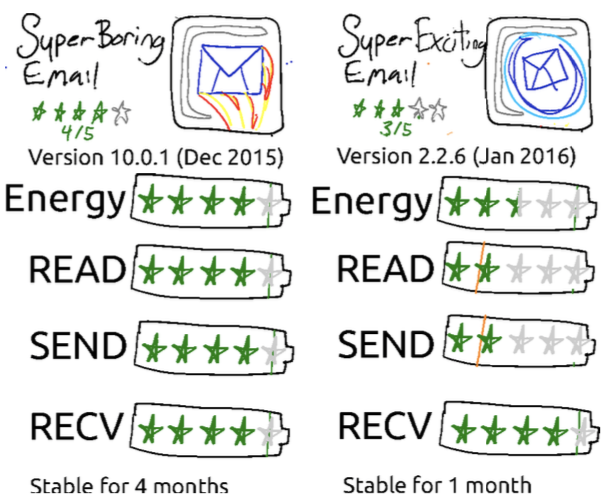 SuperBoring
Email
4/5
Version 10.0.1 (Dec 2015)
Energy
READ
SEND
RECV
Stable for 4 months
SuperExciting
Email
3/5
Version 2.2.6 (Jan 2016)
Energy
READ
SEND
RECV
Stable for 1 month